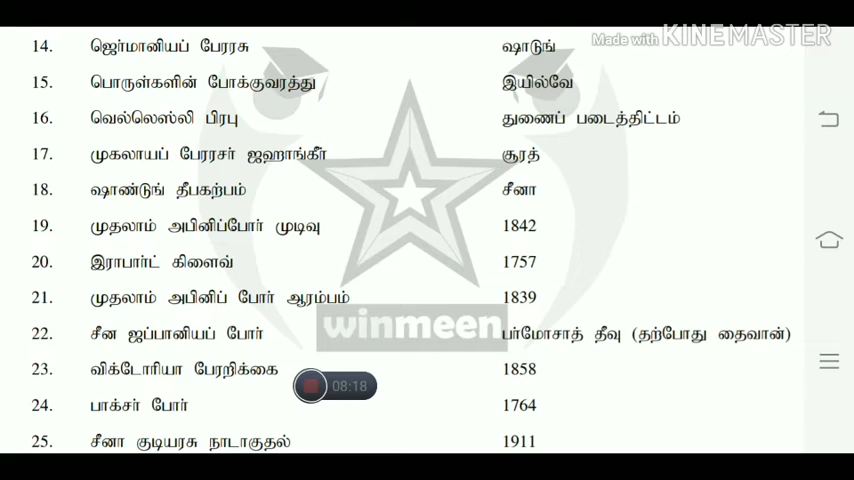 Made with KINEMASTER
14. ஜெர்மானியப் பேரரசு ஷாடுங்
15. பொருள்களின் போக்குவரத்து இயில்வே
16. வெல்லெஸ்லி பிரபு துணைப் படைத்திட்டம்
17. முகலாயப் பேரரசர் ஜஹாங்கீர் சூரத்
18. ஷாண்டுங் தீபகற்பம் சீனா
19. முதலாம் அபினிப்போர் முடிவு 1842
20. இராபார்ட் கிளைவ் 1757
21. முதலாம் அபினிப் போர் ஆரம்பம் 1839
winmeen
22. சீன ஜப்பானியப் போர் பர்மோசாத் தீவு (தற்போது தைவான்)
23. விக்டோரியா பேரறிக்கை 1858
08:18
24. பாக்சர் போர் 1764
25. சீனா குடியரசு நாடாகுதல் 1911